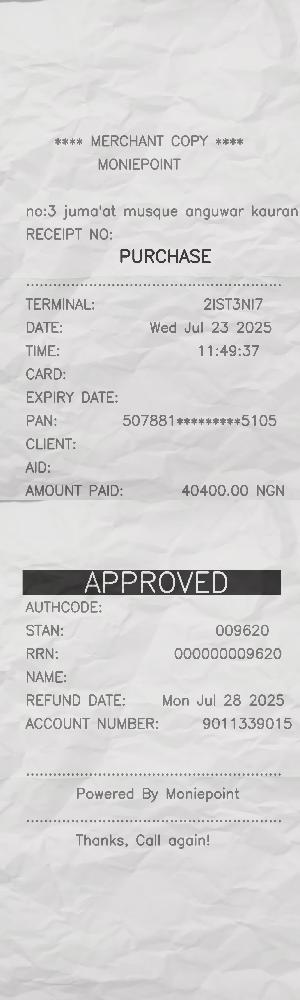 **** MERCHANT COPY ****
MONIEPOINT
no:3 juma'at musque anguwar kauran
RECEIPT NO:
PURCHASE
TERMINAL: 2IST3NI7
DATE: Wed Jul 23 2025
TIME: 11:49:37
CARD:
EXPIRY DATE:
PAN: 507881*********5105
CLIENT:
AID:
AMOUNT PAID: 40400.00 NGN
APPROVED
AUTHCODE:
STAN: 009620
RRN: 000000009620
NAME:
REFUND DATE: Mon Jul 28 2025
ACCOUNT NUMBER: 9011339015
Powered By Moniepoint
Thanks, Call again!